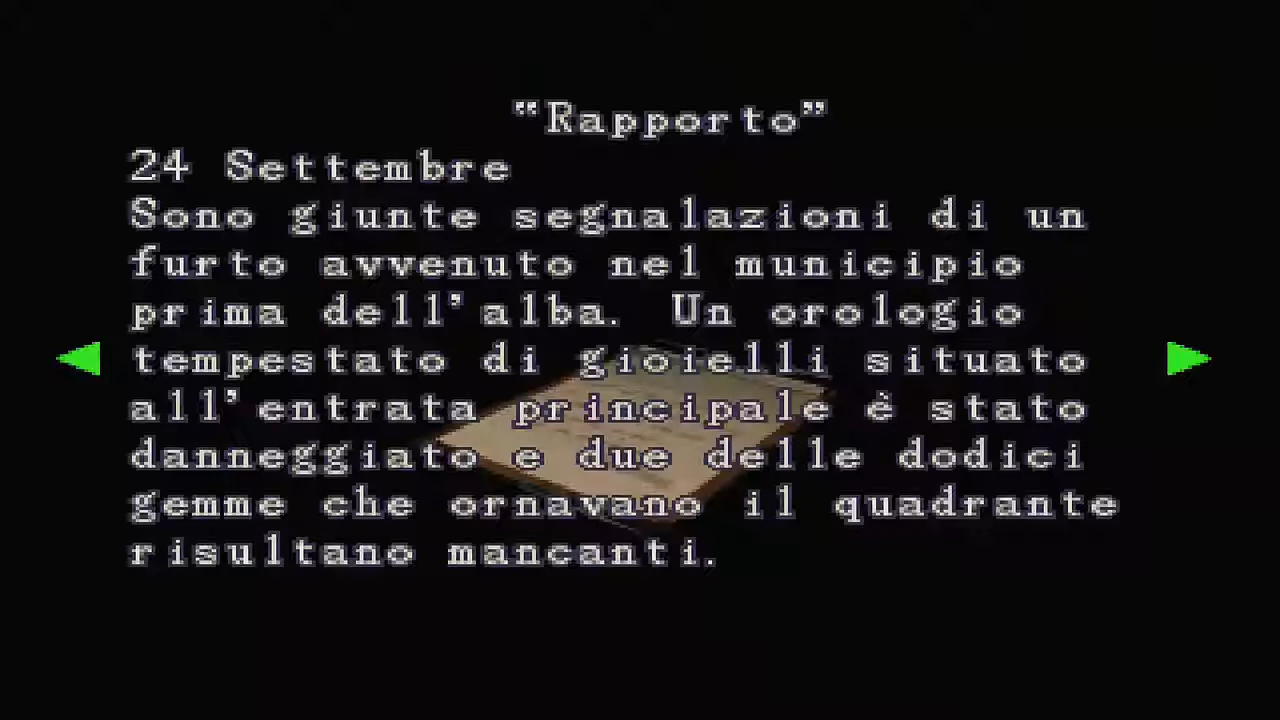 “Rapporto”
24 Settembre
Sono giunte segnalazioni di un
furto avvenuto nel municipio
prima dell’alba. Un orologio
tempestato di gioielli situato
all’entrata principale è stato
danneggiato e due delle dodici
gemme che ornavano il quadrante
risultano mancanti.